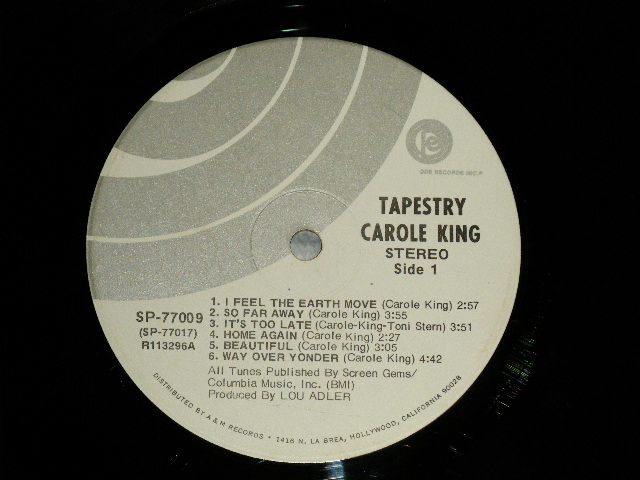 ODE RECORDS INC.
TAPESTRY
CAROLE KING
STEREO
Side 1
SP-77009
(SP-77017)
R113296A
1. I FEEL THE EARTH MOVE (Carole King) 2:57
2. SO FAR AWAY (Carole King) 3:55
3. IT'S TOO LATE (Carole-King-Toni Stern) 3:51
4. HOME AGAIN (Carole King) 2:27
5. BEAUTIFUL (Carole King) 3:05
6. WAY OVER YONDER (Carole King) 4:42
All Tunes Published By Screen Gems/
Columbia Music, Inc. (BMI)
Produced By LOU ADLER
DISTRIBUTED BY A & M RECORDS • 1416 N. LA BREA, HOLLYWOOD, CALIFORNIA 90028